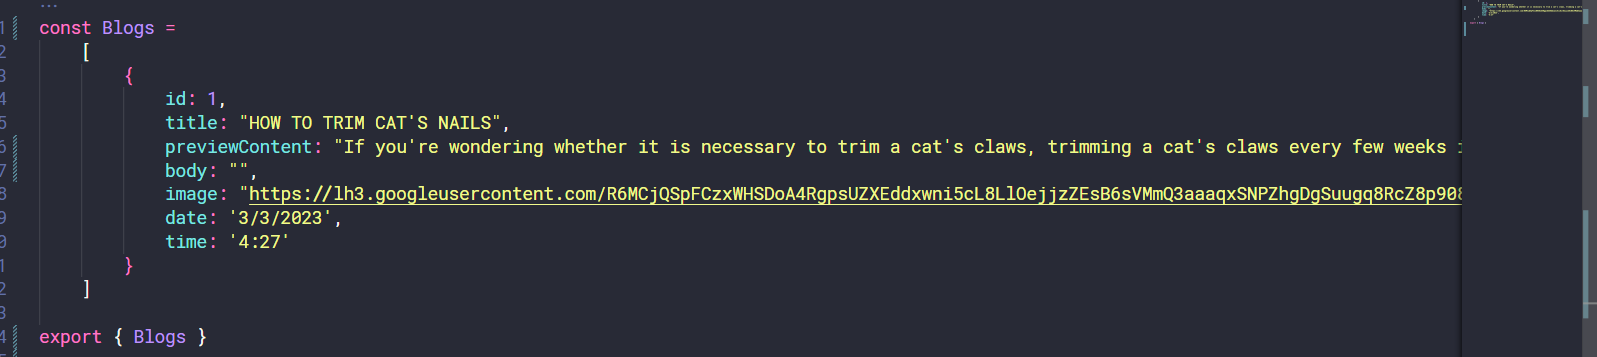 ...
1 const Blogs =
2 [
3 {
4 id: 1,
5 title: "HOW TO TRIM CAT'S NAILS",
6 previewContent: "If you're wondering whether it is necessary to trim a cat's claws, trimming a cat's claws every few weeks
7 body: "",
8 image: "https://lh3.googleusercontent.com/R6MCjQSpFCzxWHSDoA4RgpsUZXEddxwni5cL8LlOejjzZEsB6sVMmQ3aaaqxSNPZhgDgSuugq8RcZ8p908
9 date: '3/3/2023',
0 time: '4:27'
1 }
2 ]
3
4 export { Blogs }